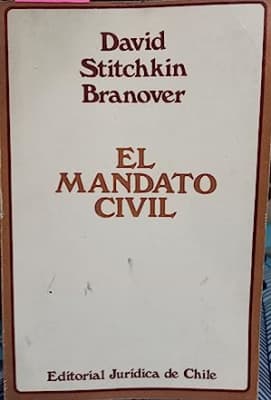 David
Stitchkin
Branover
EL
MANDATO
CIVIL
Editorial Jurídica de Chile